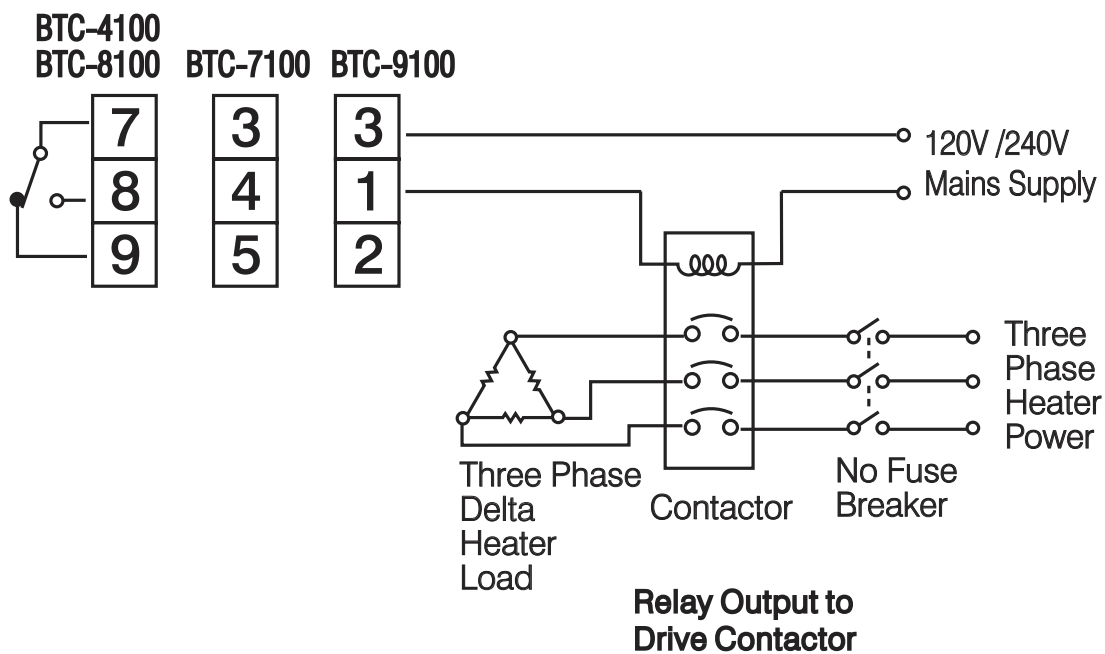 BTC-4100
BTC-8100 BTC-7100 BTC-9100
7 3 3
8 4 1
9 5 2
120V /240V
Mains Supply
Three
Phase
Heater
Power
No Fuse
Breaker
Contactor
Three Phase
Delta
Heater
Load
Relay Output to
Drive Contactor